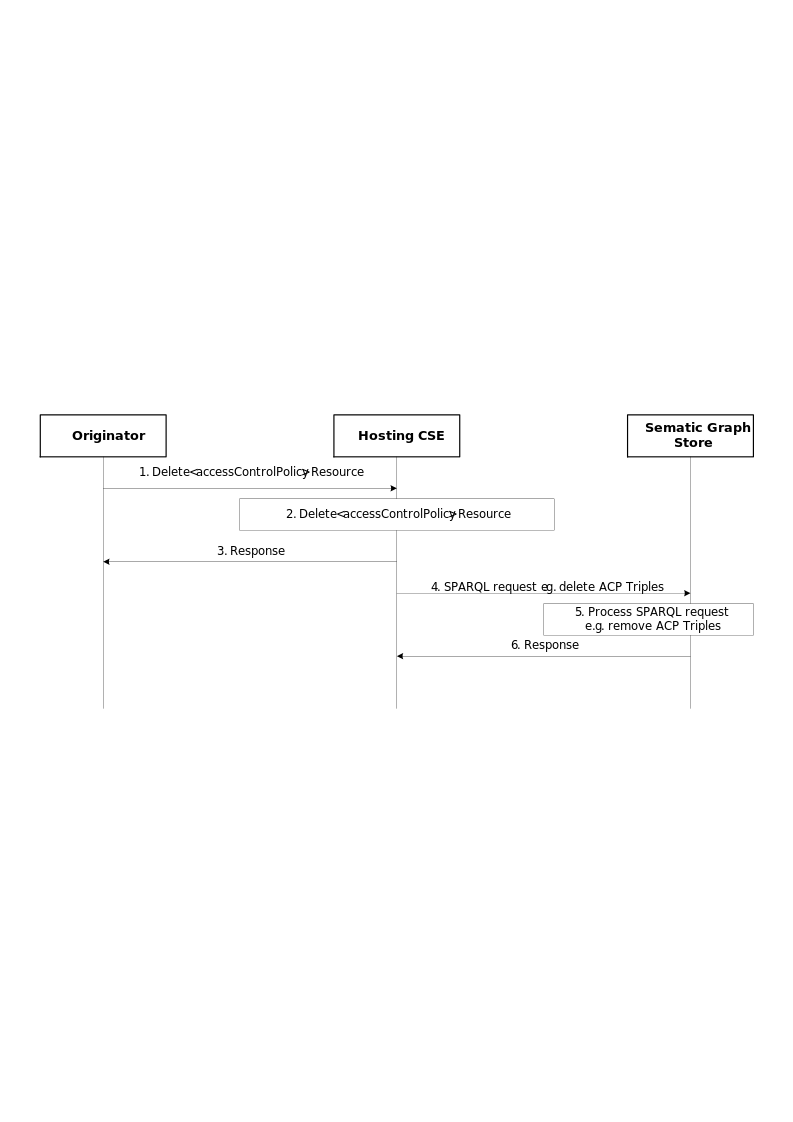 Originator
Hosting CSE
Sematic Graph
Store
1. Delete <accessControlPolicy> Resource
2. Delete <accessControlPolicy> Resource
3. Response
4. SPARQL request e.g. delete ACP Triples
5. Process SPARQL request
e.g. remove ACP Triples
6. Response